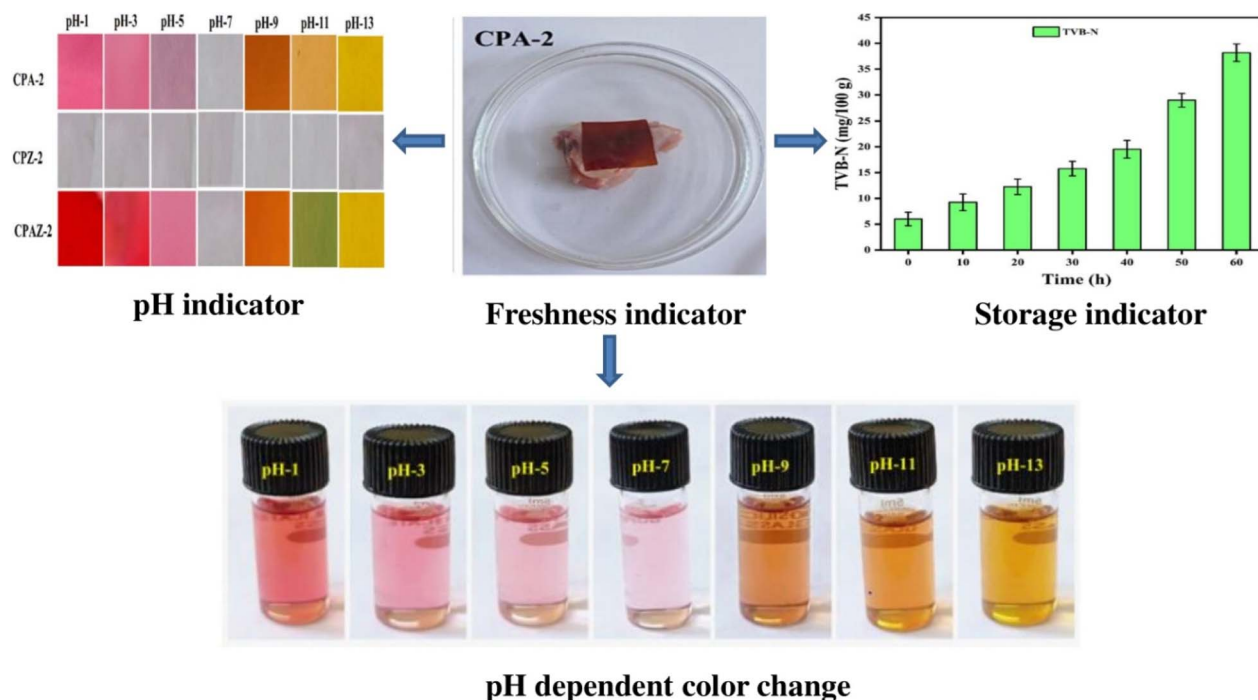 pH-1 pH-3 pH-5 pH-7 pH-9 pH-11 pH-13
CPA-2
CPZ-2
CPAZ-2
pH indicator
CPA-2
Freshness indicator
TVB-N
TVB-N (mg/100 g)
45
40
35
30
25
20
15
10
5
0
0 10 20 30 40 50 60
Time (h)
Storage indicator
pH-1 pH-3 pH-5 pH-7 pH-9 pH-11 pH-13
pH dependent color change